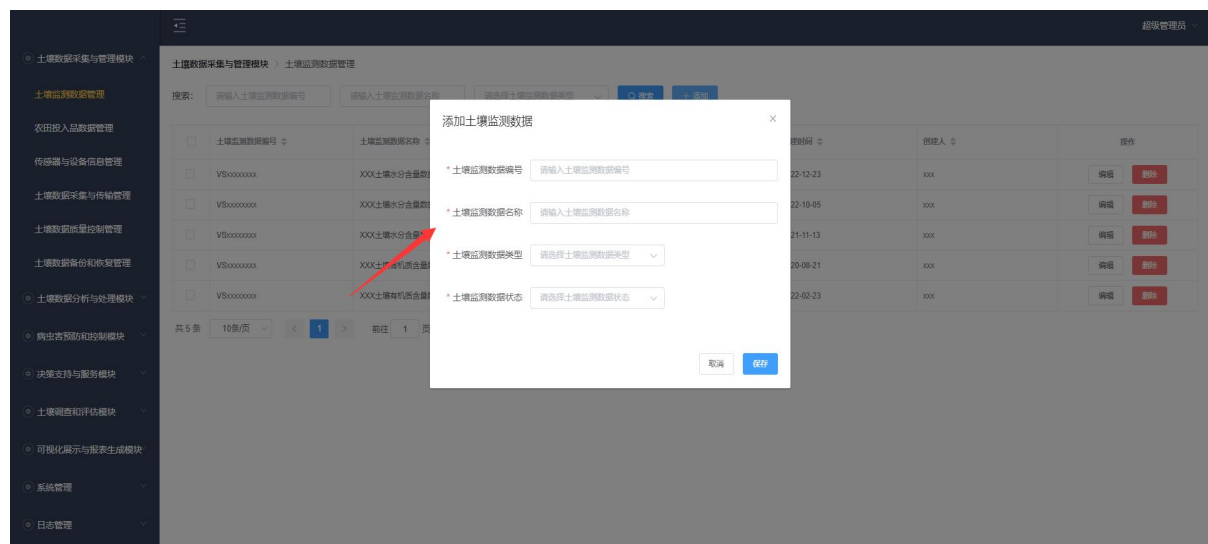 超级管理员
土壤数据采集与管理模块
土壤监测数据管理
农田投入品数据管理
传感器与设备信息管理
土壤数据采集与传输管理
土壤数据质量控制管理
土壤数据备份和恢复管理
土壤数据分析与处理模块
病虫害预防和控制模块
决策支持与服务模块
土壤调查和评估模块
可视化展示与报表生成模块
系统管理
日志管理
土壤数据采集与管理模块 > 土壤监测数据管理
搜索: 请输入土壤监测数据编号 请输入土壤监测数据名称 请选择土壤监测数据类型 搜索 + 添加
土壤监测数据编号 土壤监测数据名称 建时间 创建人 操作
VSxxxxxxxx XXX土壤水分含量数 22-12-23 xxx 编辑 删除
VSxxxxxxxx XXX土壤水分含量数 22-10-05 xxx 编辑 删除
VSxxxxxxxx XXX土壤水分含量 21-11-13 xxx 编辑 删除
VSxxxxxxxx XXX土壤有机质含量 20-08-21 xxx 编辑 删除
VSxxxxxxxx XXX土壤有机质含量 22-02-23 xxx 编辑 删除
共 5 条 10条/页 < 1 > 前往 1 页
添加土壤监测数据 ×
* 土壤监测数据编号 请输入土壤监测数据编号
* 土壤监测数据名称 请输入土壤监测数据名称
* 土壤监测数据类型 请选择土壤监测数据类型
* 土壤监测数据状态 请选择土壤监测数据状态
取消 保存